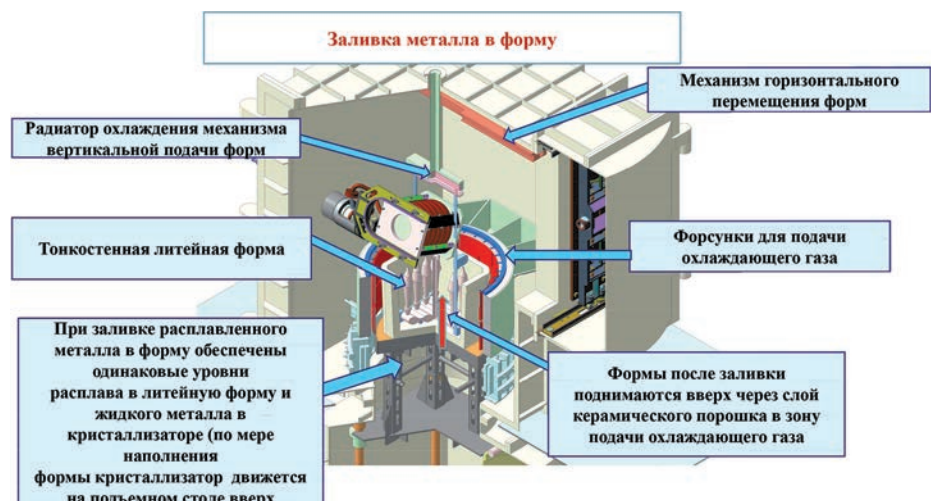 Заливка металла в форму
Механизм горизонтального
перемещения форм
Радиатор охлаждения механизма
вертикальной подачи форм
Тонкостенная литейная форма
Форсунки для подачи
охлаждающего газа
При заливке расплавленного
металла в форму обеспечены
одинаковые уровни
расплава в литейную форму и
жидкого металла в
кристаллизаторе (по мере
наполнения
формы кристаллизатор движется
на подъемном столе вверх
Формы после заливки
поднимаются вверх через слой
керамического порошка в зону
подачи охлаждающего газа